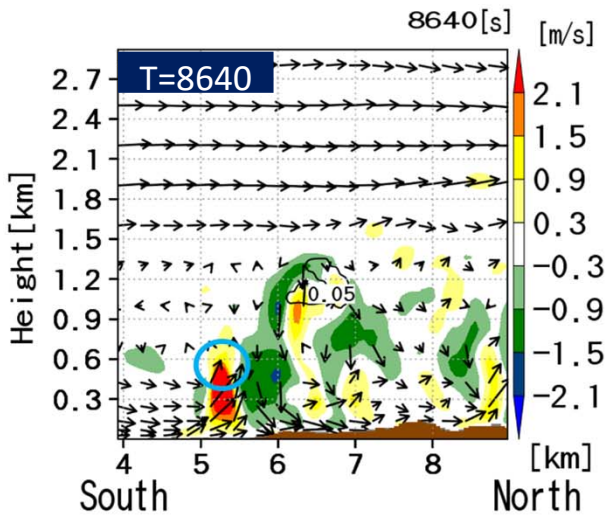 8640[s]
[m/s]
T=8640
2.7
2.4
2.1
1.8
1.5
1.2
0.9
0.6
0.3
Height[km]
0.05
2.1
1.5
0.9
0.3
-0.3
-0.9
-1.5
-2.1
4 5 6 7 8
[km]
South North